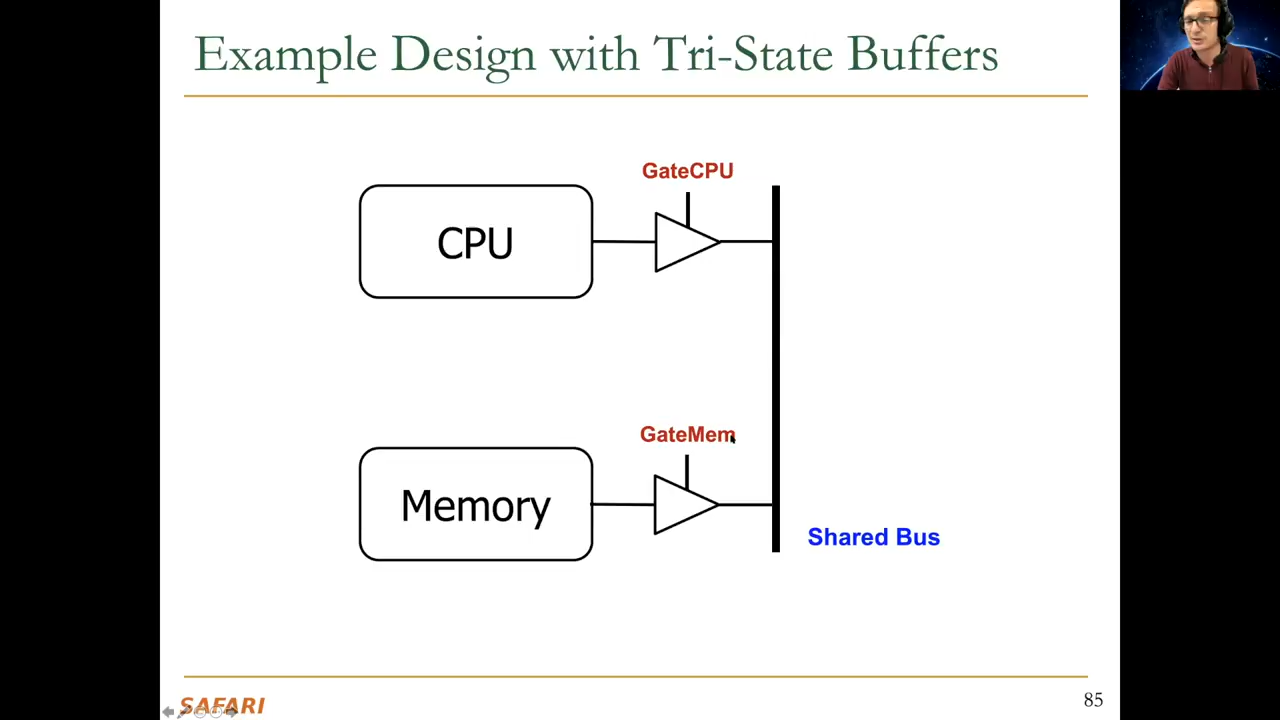 Example Design with Tri-State Buffers
GateCPU
CPU
GateMem
Memory
Shared Bus
SAFARI
85